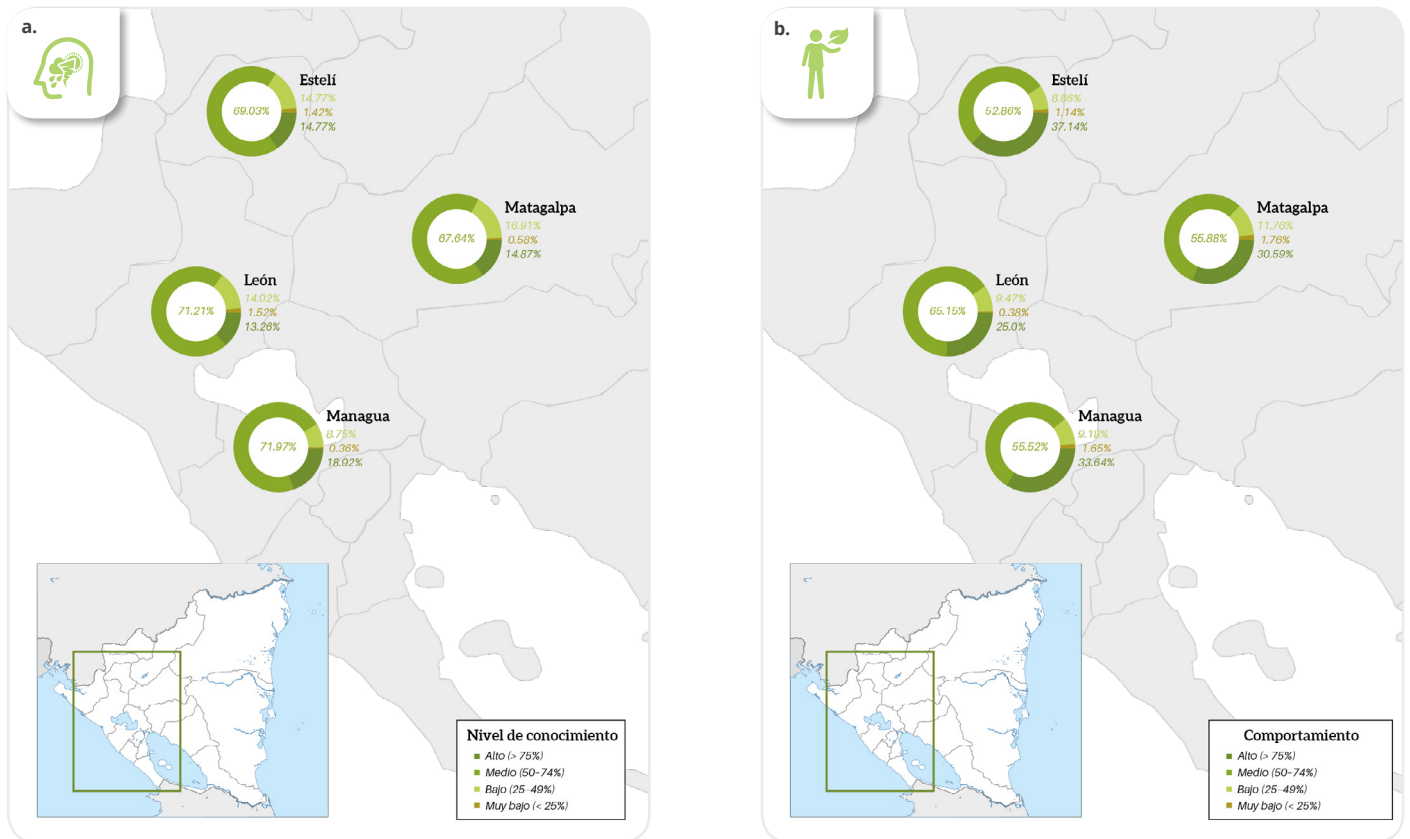 a.
Estelí
69.03%
14.77%
1.42%
14.77%
Matagalpa
67.64%
16.91%
0.58%
14.87%
León
71.21%
14.02%
1.52%
13.26%
Managua
71.97%
8.75%
0.36%
18.92%
Nivel de conocimiento
Alto (> 75%)
Medio (50-74%)
Bajo (25-49%)
Muy bajo (< 25%)
b.
Estelí
52.86%
8.86%
1.14%
37.14%
Matagalpa
55.88%
11.76%
1.76%
30.59%
León
65.15%
9.47%
0.38%
25.0%
Managua
55.52%
9.18%
1.65%
33.64%
Comportamiento
Alto (> 75%)
Medio (50-74%)
Bajo (25-49%)
Muy bajo (< 25%)